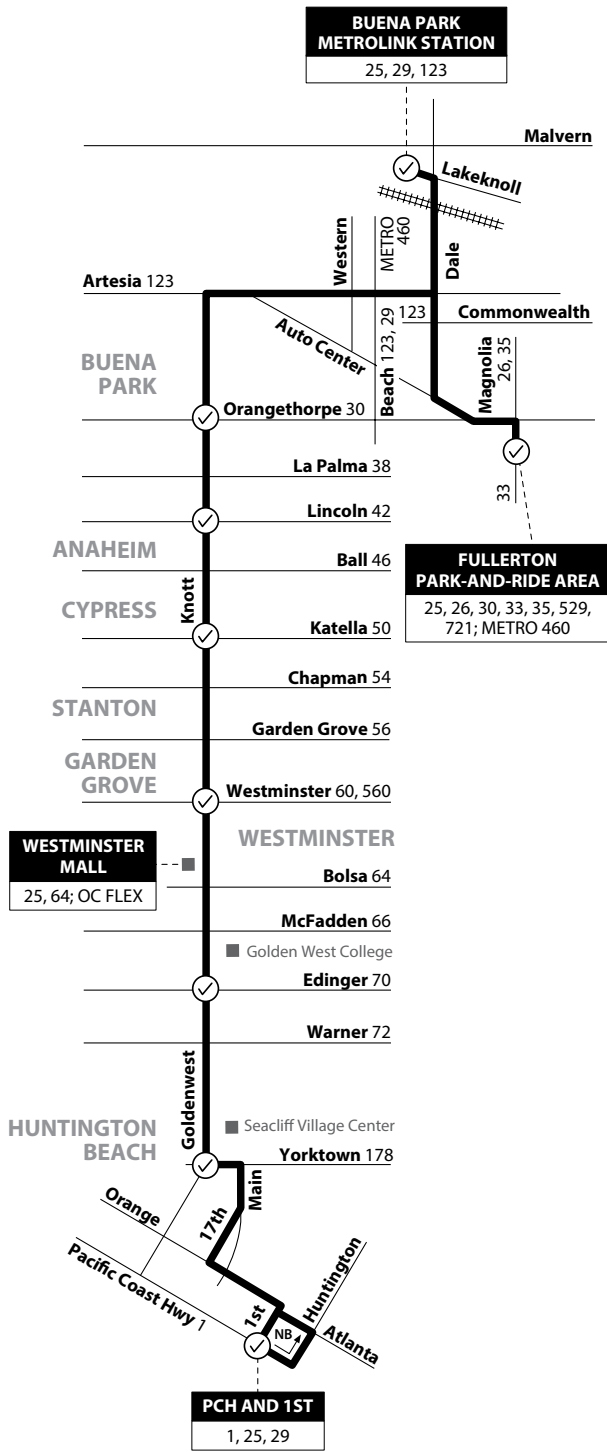 BUENA PARK
METROLINK STATION
25, 29, 123
Malvern
Lakeknoll
METRO
460
Western
Dale
Artesia 123
123
Commonwealth
Auto Center
Beach 123, 29
Magnolia
26, 35
BUENA
PARK
Orangethorpe 30
33
La Palma 38
Lincoln 42
ANAHEIM
Ball 46
FULLERTON
PARK-AND-RIDE AREA
25, 26, 30, 33, 35, 529,
721; METRO 460
Knott
CYPRESS
Katella 50
Chapman 54
STANTON
Garden Grove 56
GARDEN
GROVE
Westminster 60, 560
WESTMINSTER
WESTMINSTER
MALL
25, 64; OC FLEX
Bolsa 64
McFadden 66
Golden West College
Edinger 70
Warner 72
Goldenwest
Seacliff Village Center
HUNTINGTON
BEACH
Yorktown 178
Main
Orange
17th
Pacific Coast Hwy 1
1st
NB
Huntington
Atlanta
PCH AND 1ST
1, 25, 29